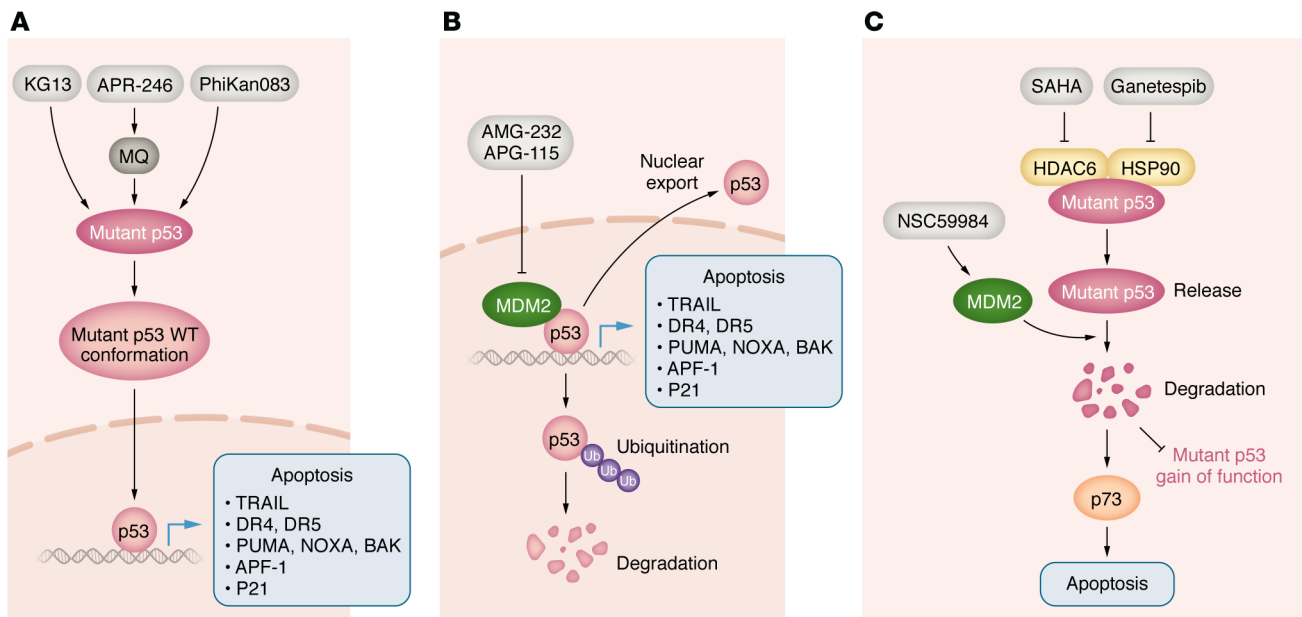 A
KG13
APR-246
PhiKan083
MQ
Mutant p53
Mutant p53 WT
conformation
p53
Apoptosis
• TRAIL
• DR4, DR5
• PUMA, NOXA, BAK
• APF-1
• P21
B
AMG-232
APG-115
Nuclear
export
p53
MDM2
p53
Apoptosis
• TRAIL
• DR4, DR5
• PUMA, NOXA, BAK
• APF-1
• P21
p53
Ub
Ub
Ub
Ubiquitination
Degradation
C
SAHA
Ganetespib
HDAC6
HSP90
Mutant p53
NSC59984
MDM2
Mutant p53
Release
Degradation
Mutant p53
gain of function
p73
Apoptosis